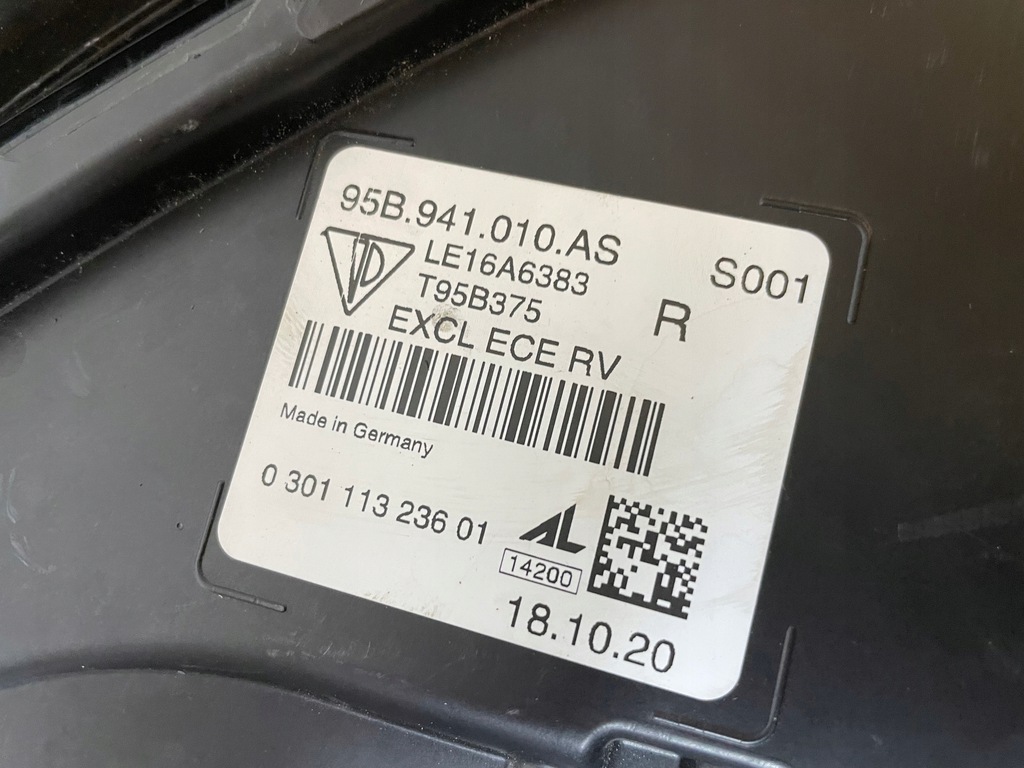 95B.941.010.AS
LE16A6383
T95B375
R
S001
EXCL ECE RV
Made in Germany
0 301 113 236 01
AL
14200
18.10.20